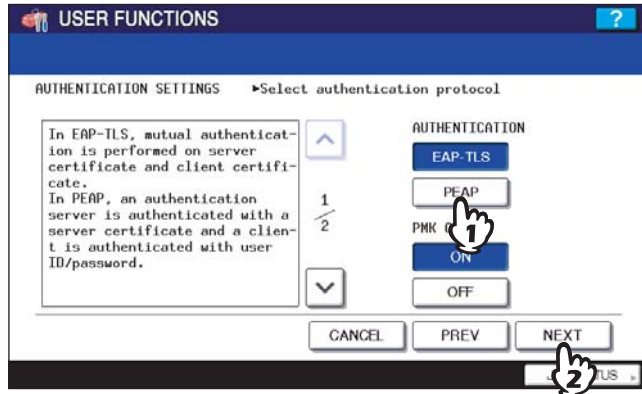 USER FUNCTIONS
?
AUTHENTICATION SETTINGS ►Select authentication protocol
In EAP-TLS, mutual authenticat-
ion is performed on server
certificate and client certifi-
cate.
In PEAP, an authentication
server is authenticated with a
server certificate and a clien-
t is authenticated with user
ID/password.
1
2
AUTHENTICATION
EAP-TLS
PEAP
1
PMK
ON
OFF
CANCEL PREV NEXT
2